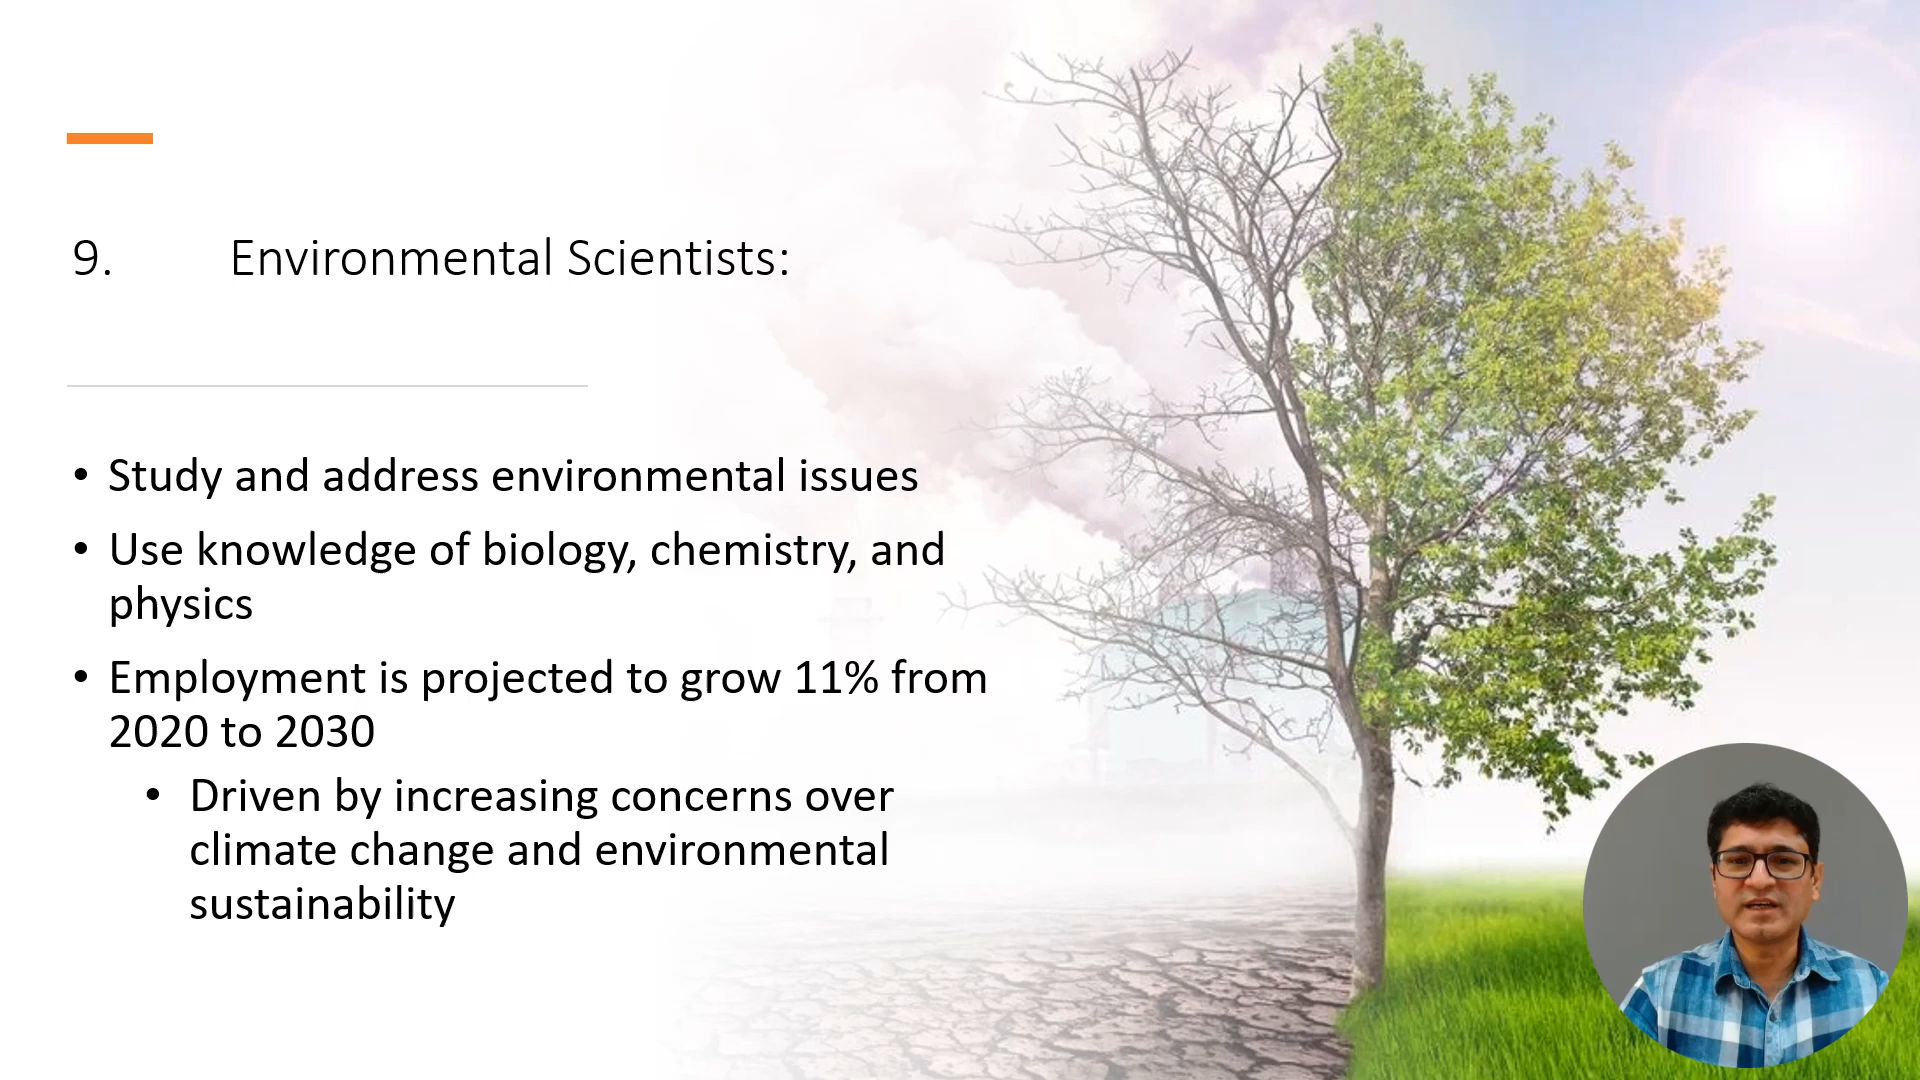 9. Environmental Scientists:
• Study and address environmental issues
• Use knowledge of biology, chemistry, and
physics
• Employment is projected to grow 11% from
2020 to 2030
• Driven by increasing concerns over
climate change and environmental
sustainability